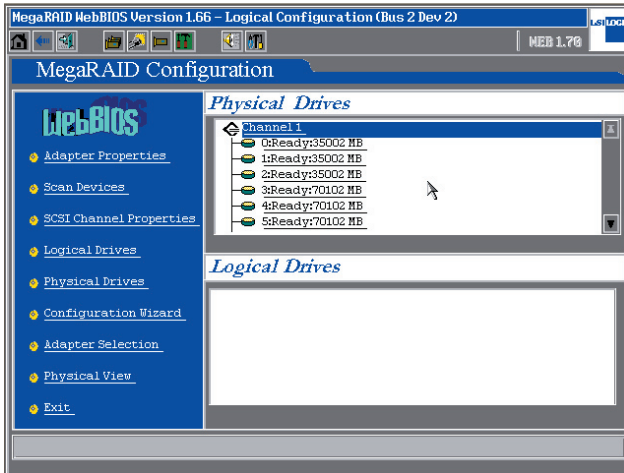 MegaRAID WebBIOS Version 1.66 - Logical Configuration (Bus 2 Dev 2)
LSI LOGIC
WEB 1.70
MegaRAID Configuration
WebBIOS
Adapter Properties
Scan Devices
SCSI Channel Properties
Logical Drives
Physical Drives
Configuration Wizard
Adapter Selection
Physical View
Exit
Physical Drives
Channel 1
0:Ready:35002 MB
1:Ready:35002 MB
2:Ready:35002 MB
3:Ready:70102 MB
4:Ready:70102 MB
5:Ready:70102 MB
Logical Drives